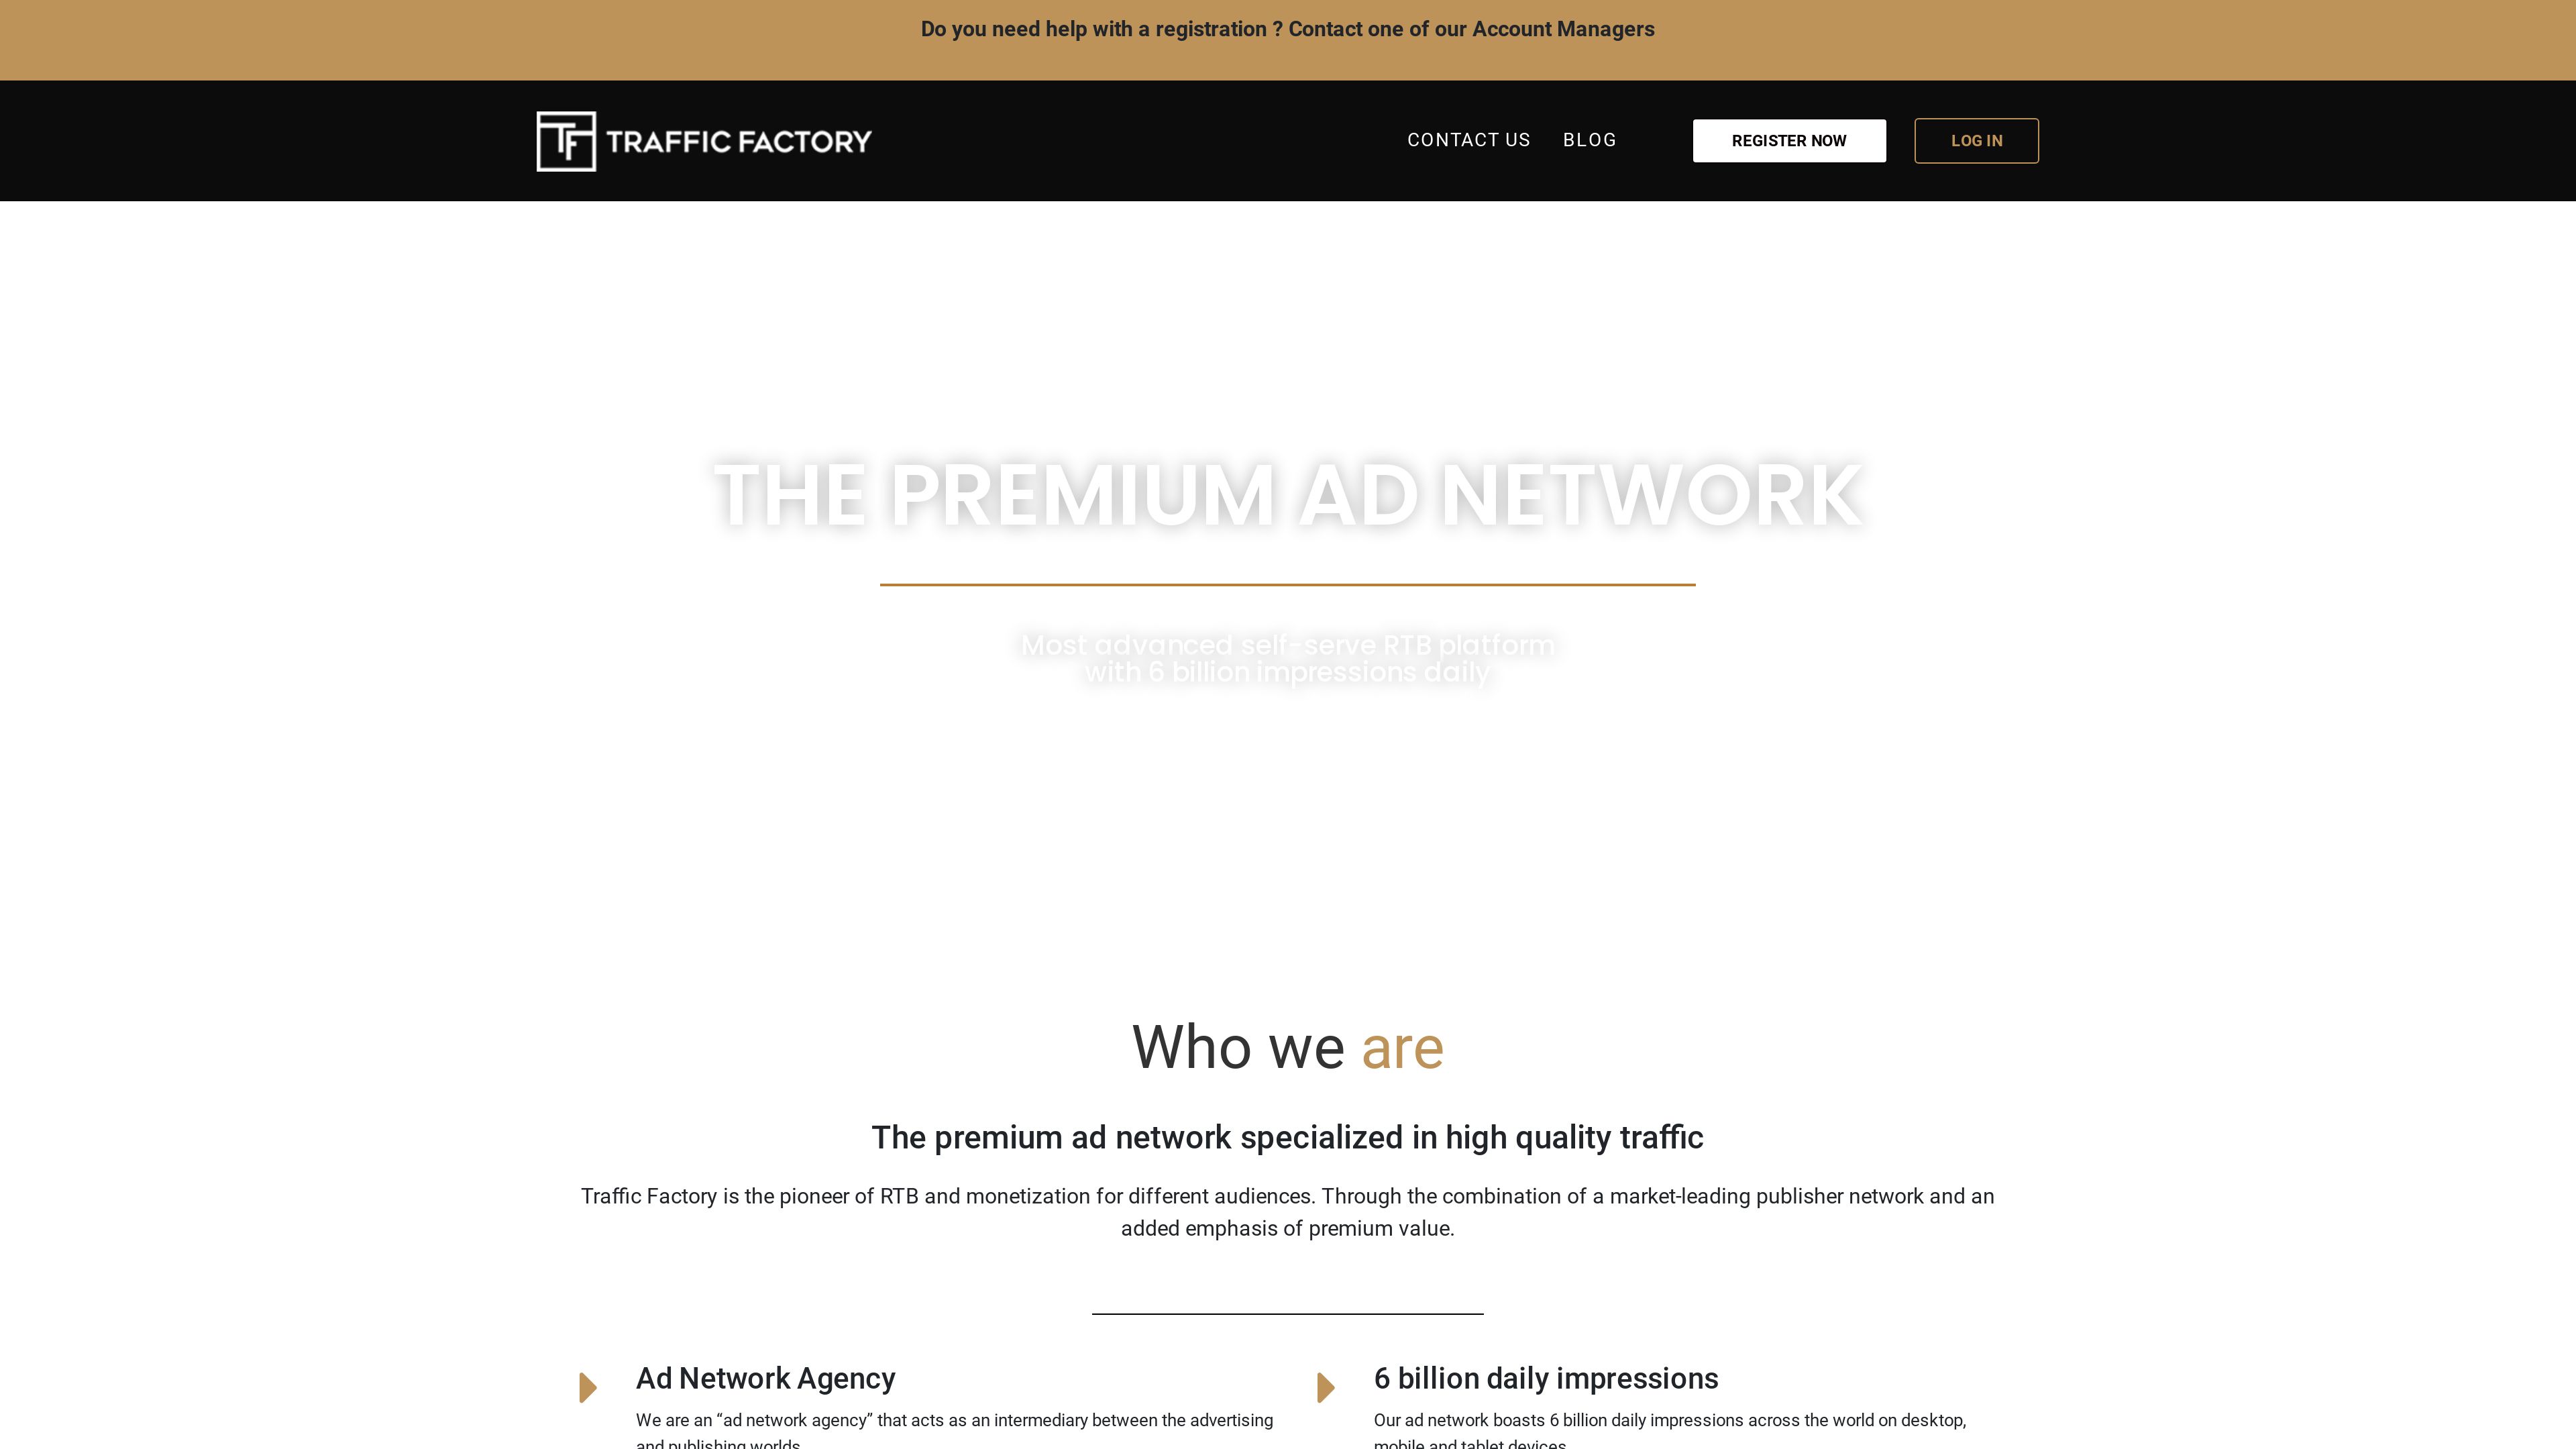 Do you need help with a registration ? Contact one of our Account Managers
TF TRAFFIC FACTORY
CONTACT US
BLOG
REGISTER NOW
LOG IN
THE PREMIUM AD NETWORK
Most advanced self-serve RTB platform
with 6 billion impressions daily
Who we are
The premium ad network specialized in high quality traffic
Traffic Factory is the pioneer of RTB and monetization for different audiences. Through the combination of a market-leading publisher network and an
added emphasis of premium value.
Ad Network Agency
We are an “ad network agency” that acts as an intermediary between the advertising
and publishing worlds
6 billion daily impressions
Our ad network boasts 6 billion daily impressions across the world on desktop,
mobile and tablet devices